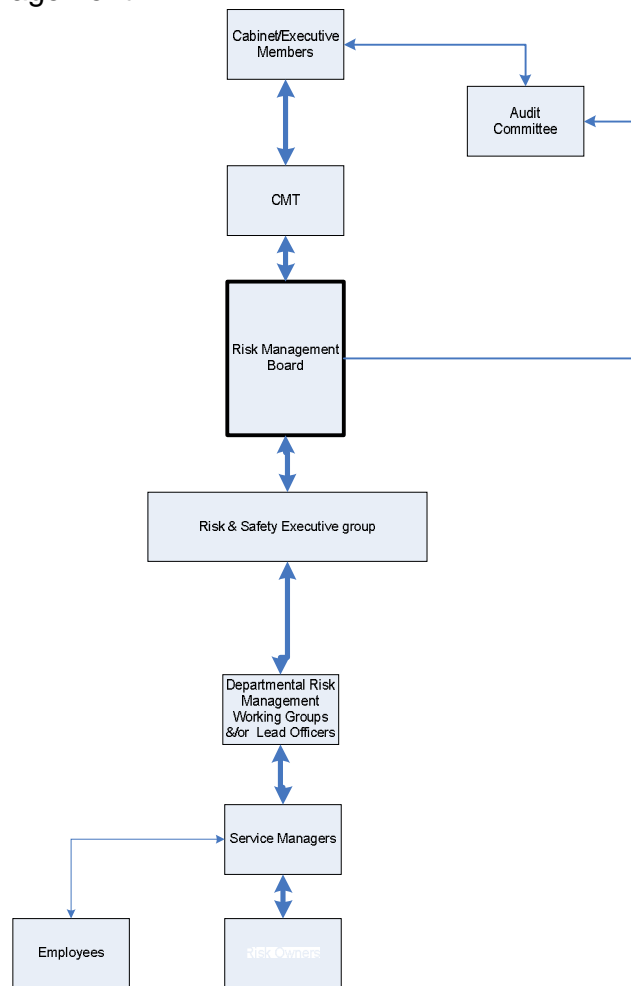 Cabinet/Executive
Members
Audit
Committee
CMT
Risk Management
Board
Risk & Safety Executive group
Departmental Risk
Management
Working Groups
&/or Lead Officers
Service Managers
Employees
Risk Owners